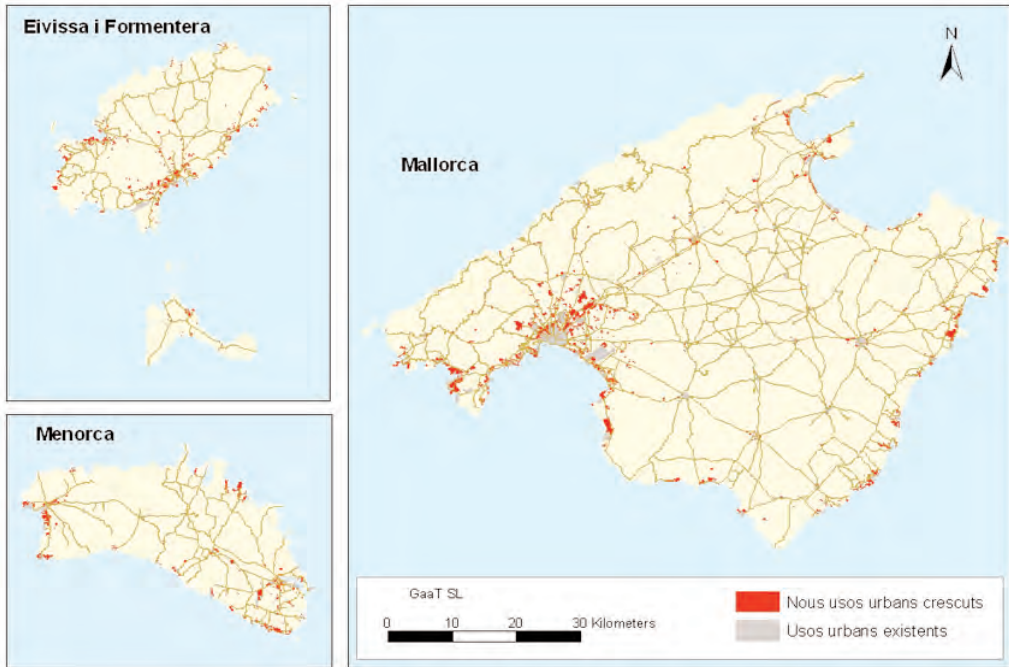 Eivissa i Formentera
N
Mallorca
Menorca
GaaT SL
0 10 20 30 Kilometers
Nous usos urbans crescuts
Usos urbans existents